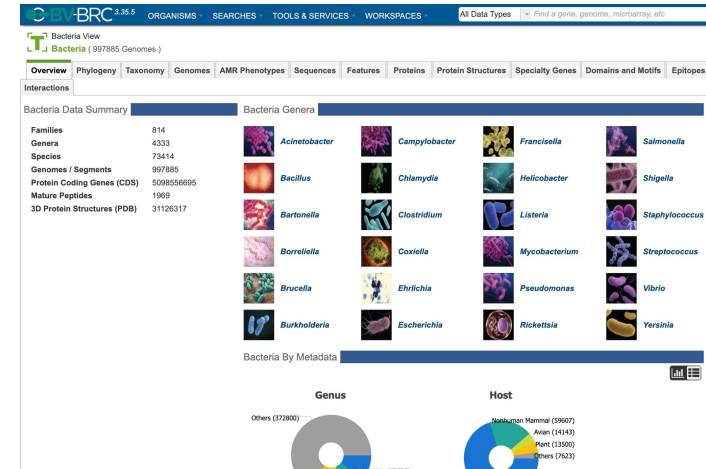 BV-BRC 3.35.5 ORGANISMS SEARCHES TOOLS & SERVICES WORKSPACES All Data Types Find a gene, genome, microarray, etc
T Bacteria View
Bacteria ( 997885 Genomes )
Overview Phylogeny Taxonomy Genomes AMR Phenotypes Sequences Features Proteins Protein Structures Specialty Genes Domains and Motifs Epitopes
Interactions
Bacteria Data Summary
Families 814
Genera 4333
Species 73414
Genomes / Segments 997885
Protein Coding Genes (CDS) 5098556695
Mature Peptides 1969
3D Protein Structures (PDB) 31126317
Bacteria Genera
Acinetobacter Campylobacter Francisella Salmonella
Bacillus Chlamydia Helicobacter Shigella
Bartonella Clostridium Listeria Staphylococcus
Borreliella Coxiella Mycobacterium Streptococcus
Brucella Ehrlichia Pseudomonas Vibrio
Burkholderia Escherichia Rickettsia Yersinia
Bacteria By Metadata
Genus
Others (372800)
Host
Nonhuman Mammal (59607)
Avian (14143)
Plant (13500)
Others (7623)